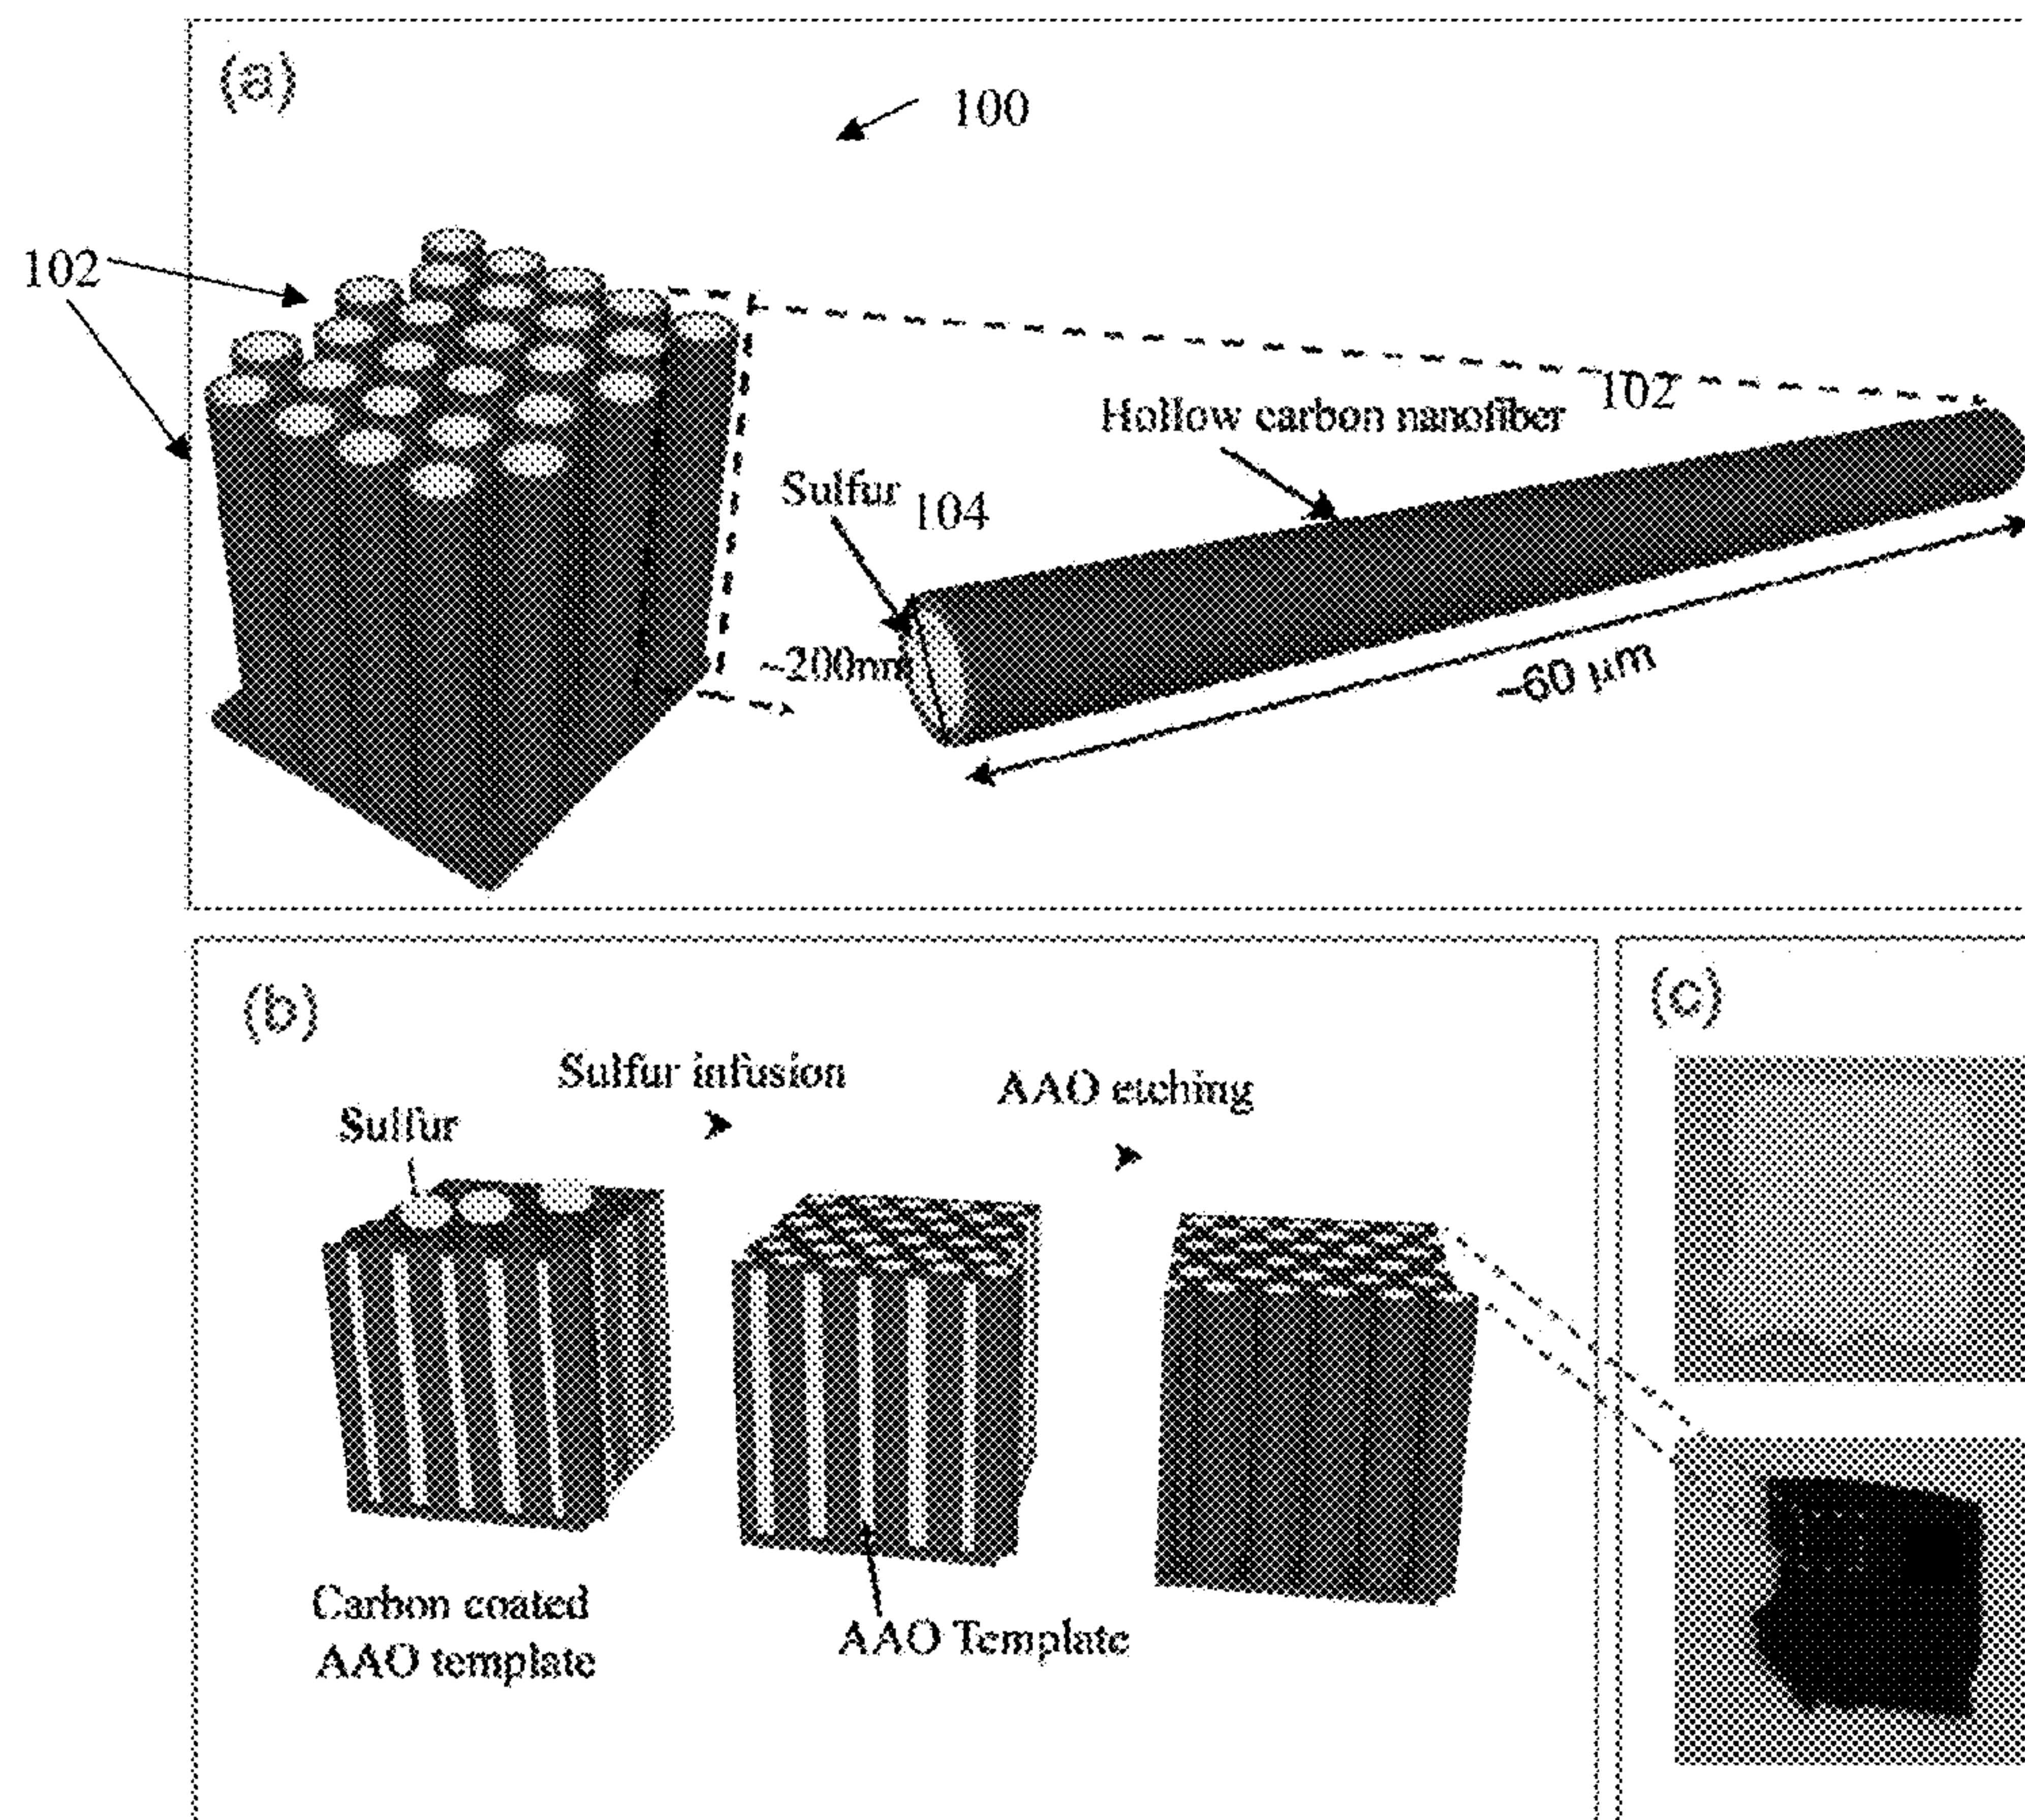 (a)
100
102
102
Hollow carbon nanofiber
Sulfur 104
~200nm
~60 μm
(b)
(c)
Sulfur infusion
AAO etching
Sulfur
Carbon coated
AAO template
AAO Template